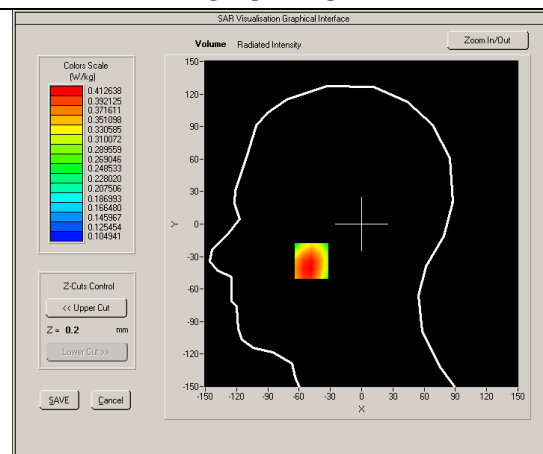 SAR Visualisation Graphical Interface
Volume Radiated Intensity
Zoom In/Out
Colors Scale
(W/kg)
0.412638
0.392125
0.371611
0.351098
0.330585
0.310072
0.289559
0.269046
0.248533
0.228020
0.207506
0.186993
0.166480
0.145967
0.125454
0.104941
Z-Cuts Control
<< Upper Cut
Z = 0.2 mm
Lower Cut >>
SAVE Cancel
150
120
90
60
30
Y 0
-30
-60
-90
-120
-150
-150 -120 -90 -60 -30 0 30 60 90 120 150
X